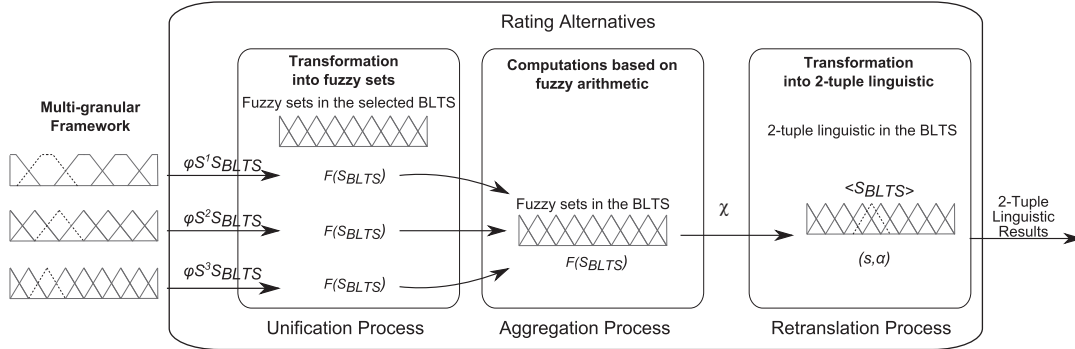 Rating Alternatives
Multi-granular
Framework
φS¹S_BLTS
φS²S_BLTS
φS³S_BLTS
Transformation
into fuzzy sets
Fuzzy sets in the selected BLTS
F(S_BLTS)
F(S_BLTS)
F(S_BLTS)
Unification Process
Computations based on
fuzzy arithmetic
Fuzzy sets in the BLTS
F(S_BLTS)
Aggregation Process
χ
Transformation
into 2-tuple linguistic
2-tuple linguistic in the BLTS
<S_BLTS>
(s,α)
Retranslation Process
2-Tuple
Linguistic
Results